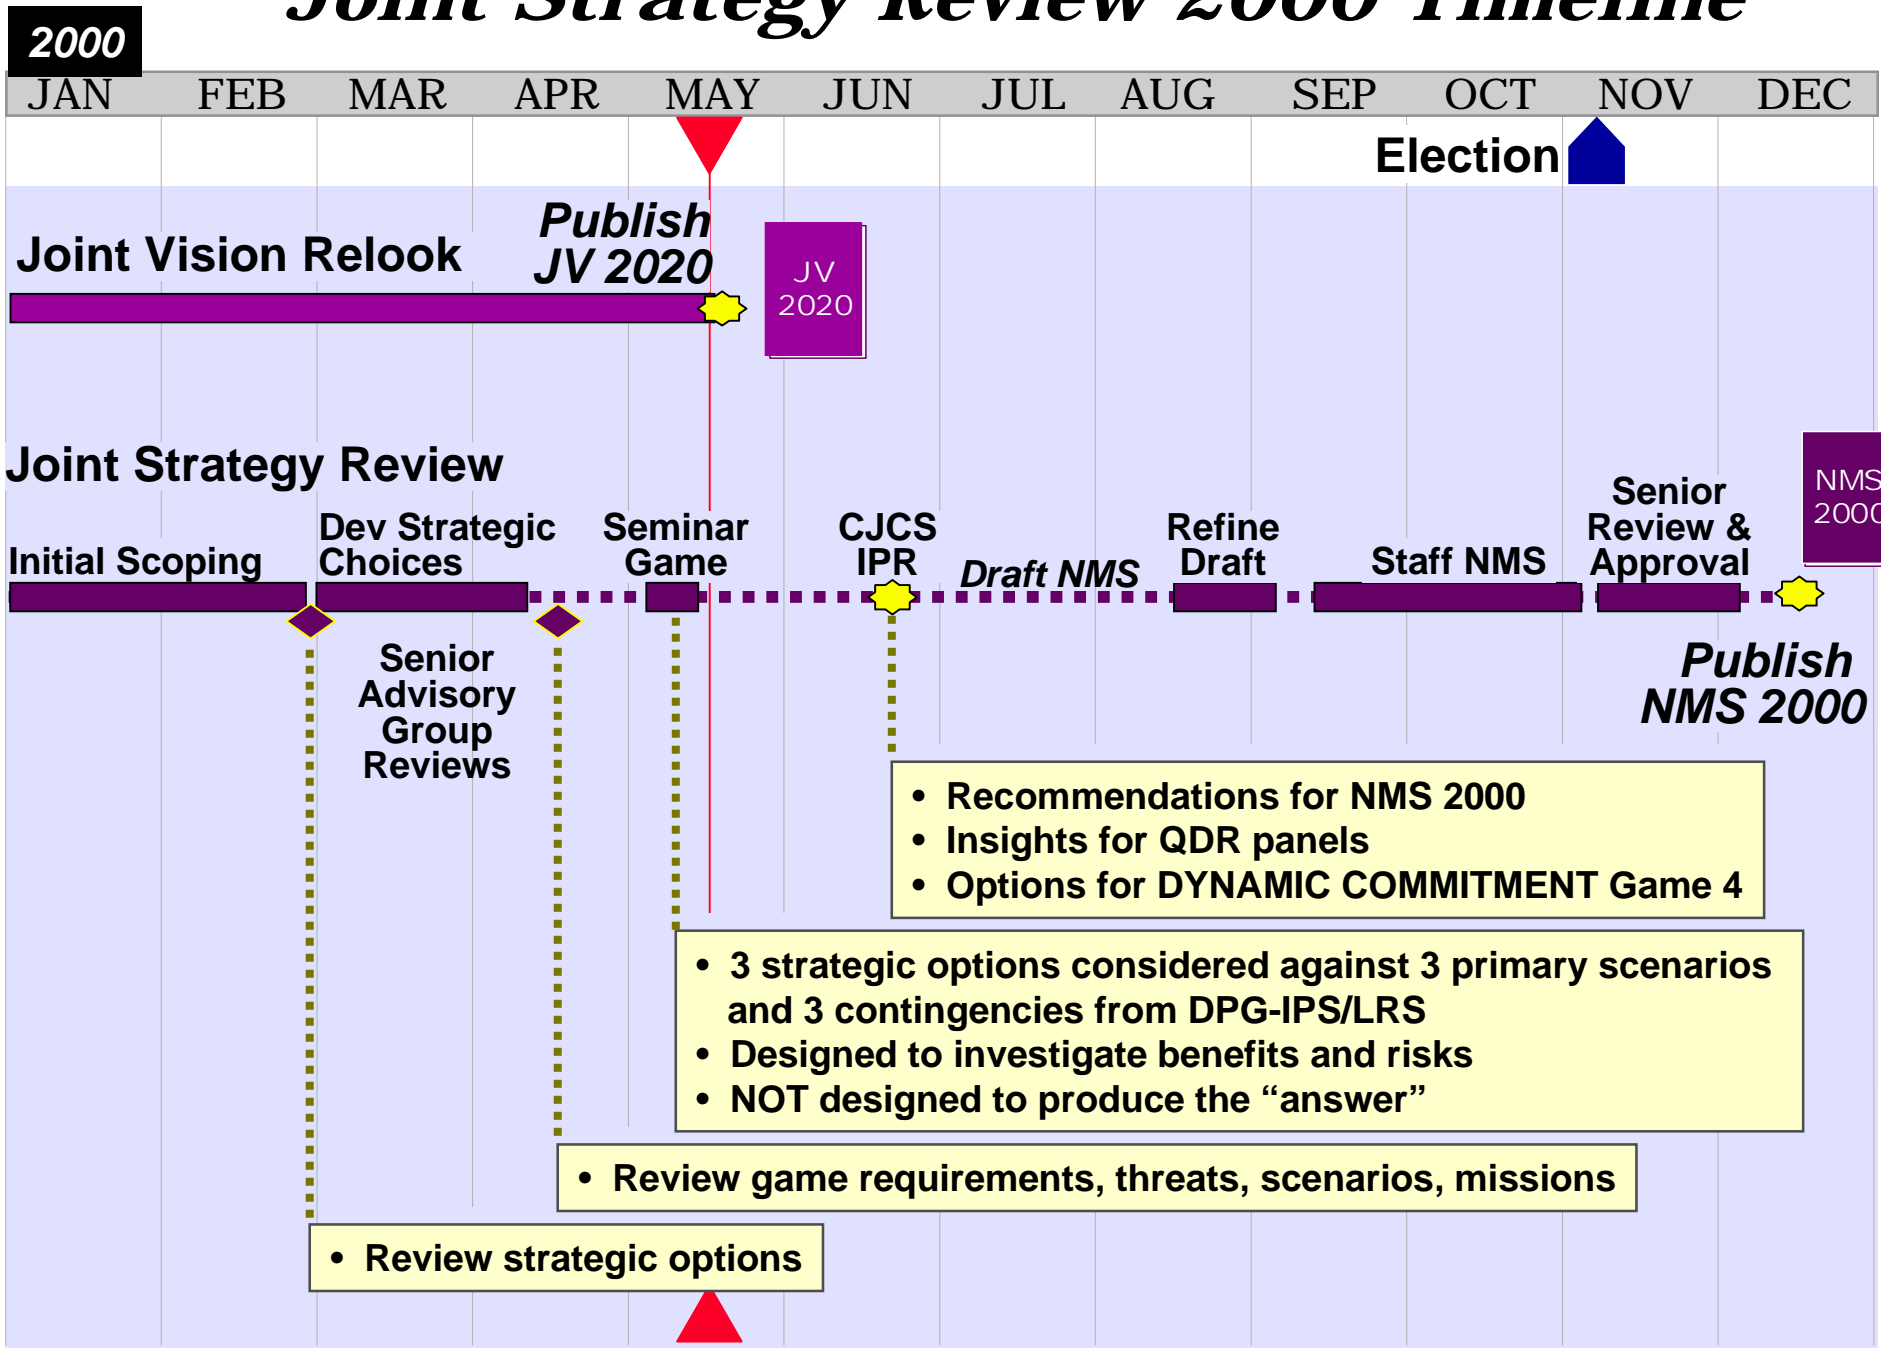 Joint Strategy Review 2000 Timeline
2000
JAN FEB MAR APR MAY JUN JUL AUG SEP OCT NOV DEC
Election
Joint Vision Relook
Publish
JV 2020
JV
2020
Joint Strategy Review
Initial Scoping
Dev Strategic
Choices
Seminar
Game
CJCS
IPR
Draft NMS
Refine
Draft
Staff NMS
Senior
Review &
Approval
NMS
2000
Publish
NMS 2000
Senior
Advisory
Group
Reviews
• Recommendations for NMS 2000
• Insights for QDR panels
• Options for DYNAMIC COMMITMENT Game 4
• 3 strategic options considered against 3 primary scenarios
and 3 contingencies from DPG-IPS/LRS
• Designed to investigate benefits and risks
• NOT designed to produce the “answer”
• Review game requirements, threats, scenarios, missions
• Review strategic options